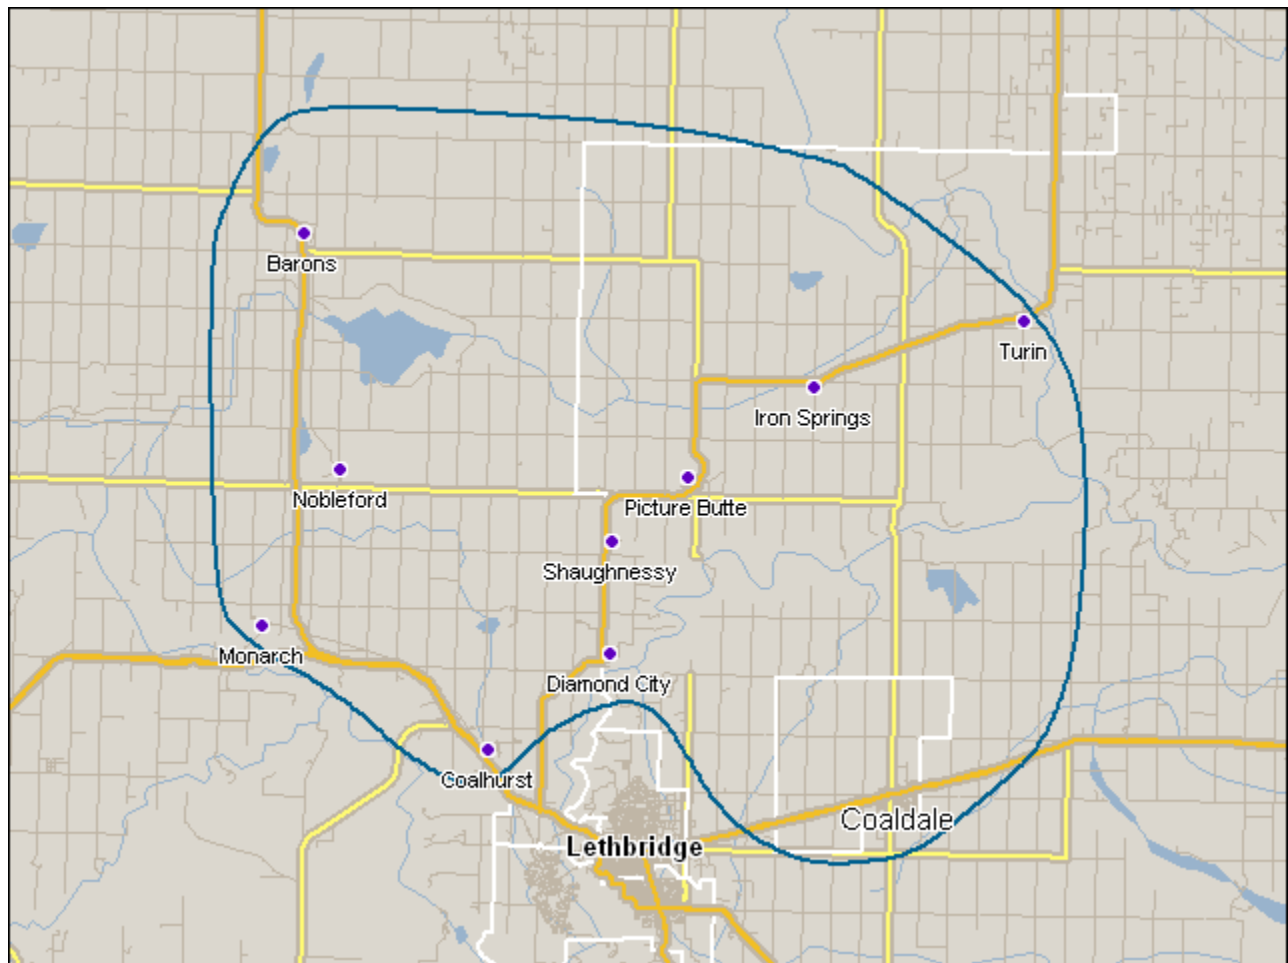 Barons
Turin
Iron Springs
Nobleford
Picture Butte
Shaughnessy
Monarch
Diamond City
Coalhurst
Coaldale
Lethbridge